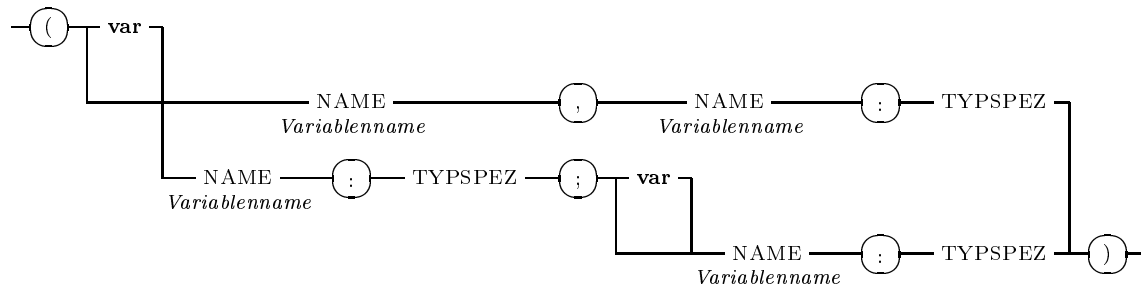 ( var
NAME , NAME : TYPSPEZ
Variablenname Variablenname
NAME : TYPSPEZ ; var
Variablenname
NAME : TYPSPEZ )
Variablenname